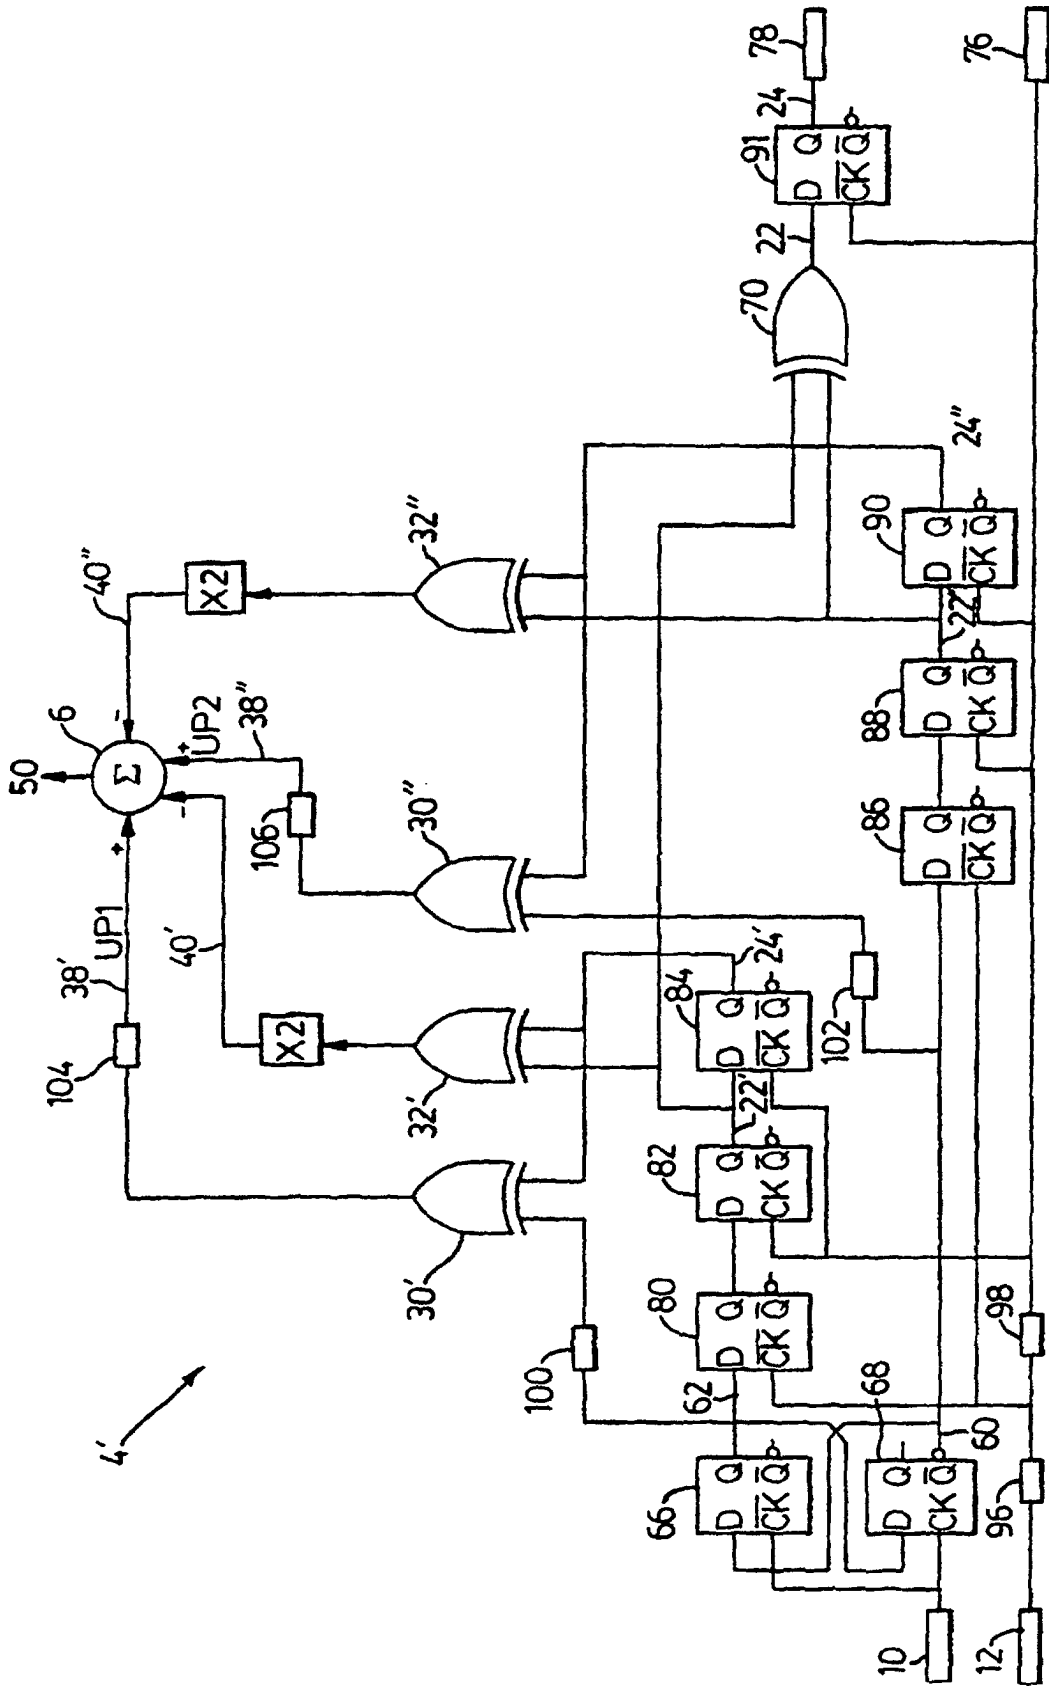 4'
50
6
Σ
+
-
-
+
104
38'
UP1
40'
UP2
38"
40"
106
X2
X2
30'
32'
30"
32"
100
66
D Q
C̅K̅ Q̅
62
80
D Q
C̅K̅ Q̅
82
D Q
CK Q̅
22'
84
D Q
C̅K̅ Q̅
24'
70
22
91
D Q
C̅K̅ Q̅
24
78
102
68
D Q
CK Q̅
60
86
D Q
C̅K̅ Q̅
88
D Q
CK Q̅
22"
90
D Q
C̅K̅ Q̅
24"
10
12
96
98
76